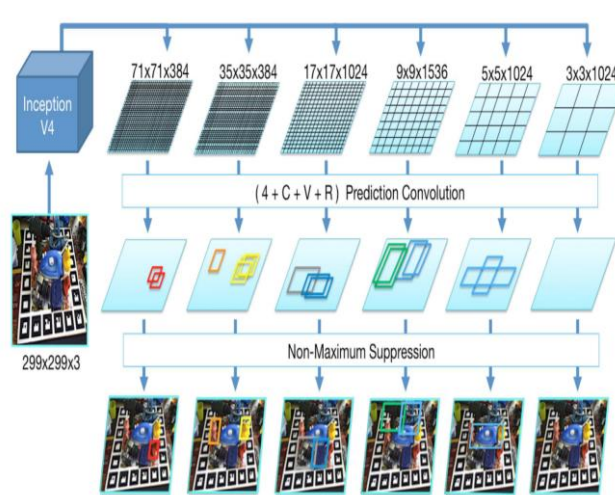 71x71x384 35x35x384 17x17x1024 9x9x1536 5x5x1024 3x3x1024
Inception
V4
( 4 + C + V + R ) Prediction Convolution
299x299x3
Non-Maximum Suppression